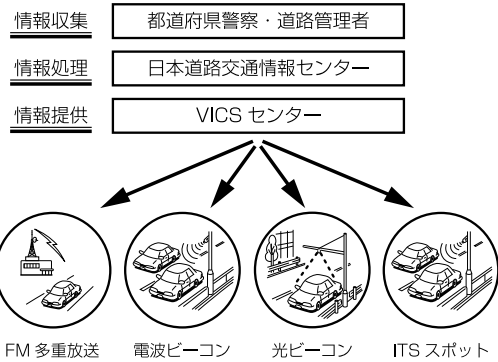 情報収集 都道府県警察・道路管理者
情報処理 日本道路交通情報センター
情報提供 VICS センター
FM 多重放送 電波ビーコン 光ビーコン ITS スポット